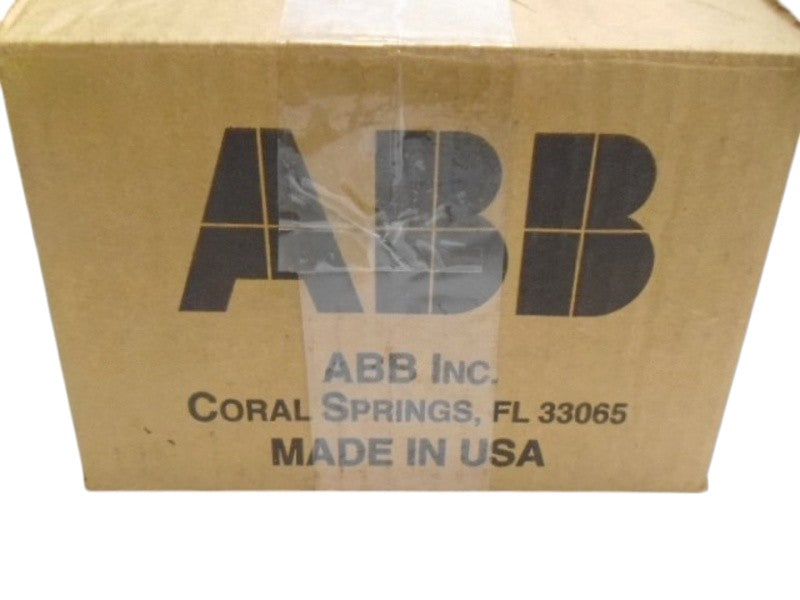 ABB
ABB INC.
CORAL SPRINGS, FL 33065
MADE IN USA